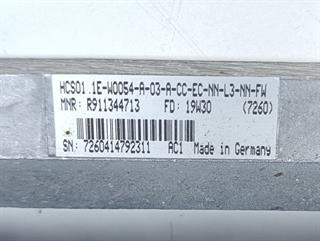 HCS01.1E-W0054-A-03-A-CC-EC-NN-L3-NN-FW
MNR: R911344713 FD: 19W30 (7260)
SN: 7260414792311 AC1 Made in Germany